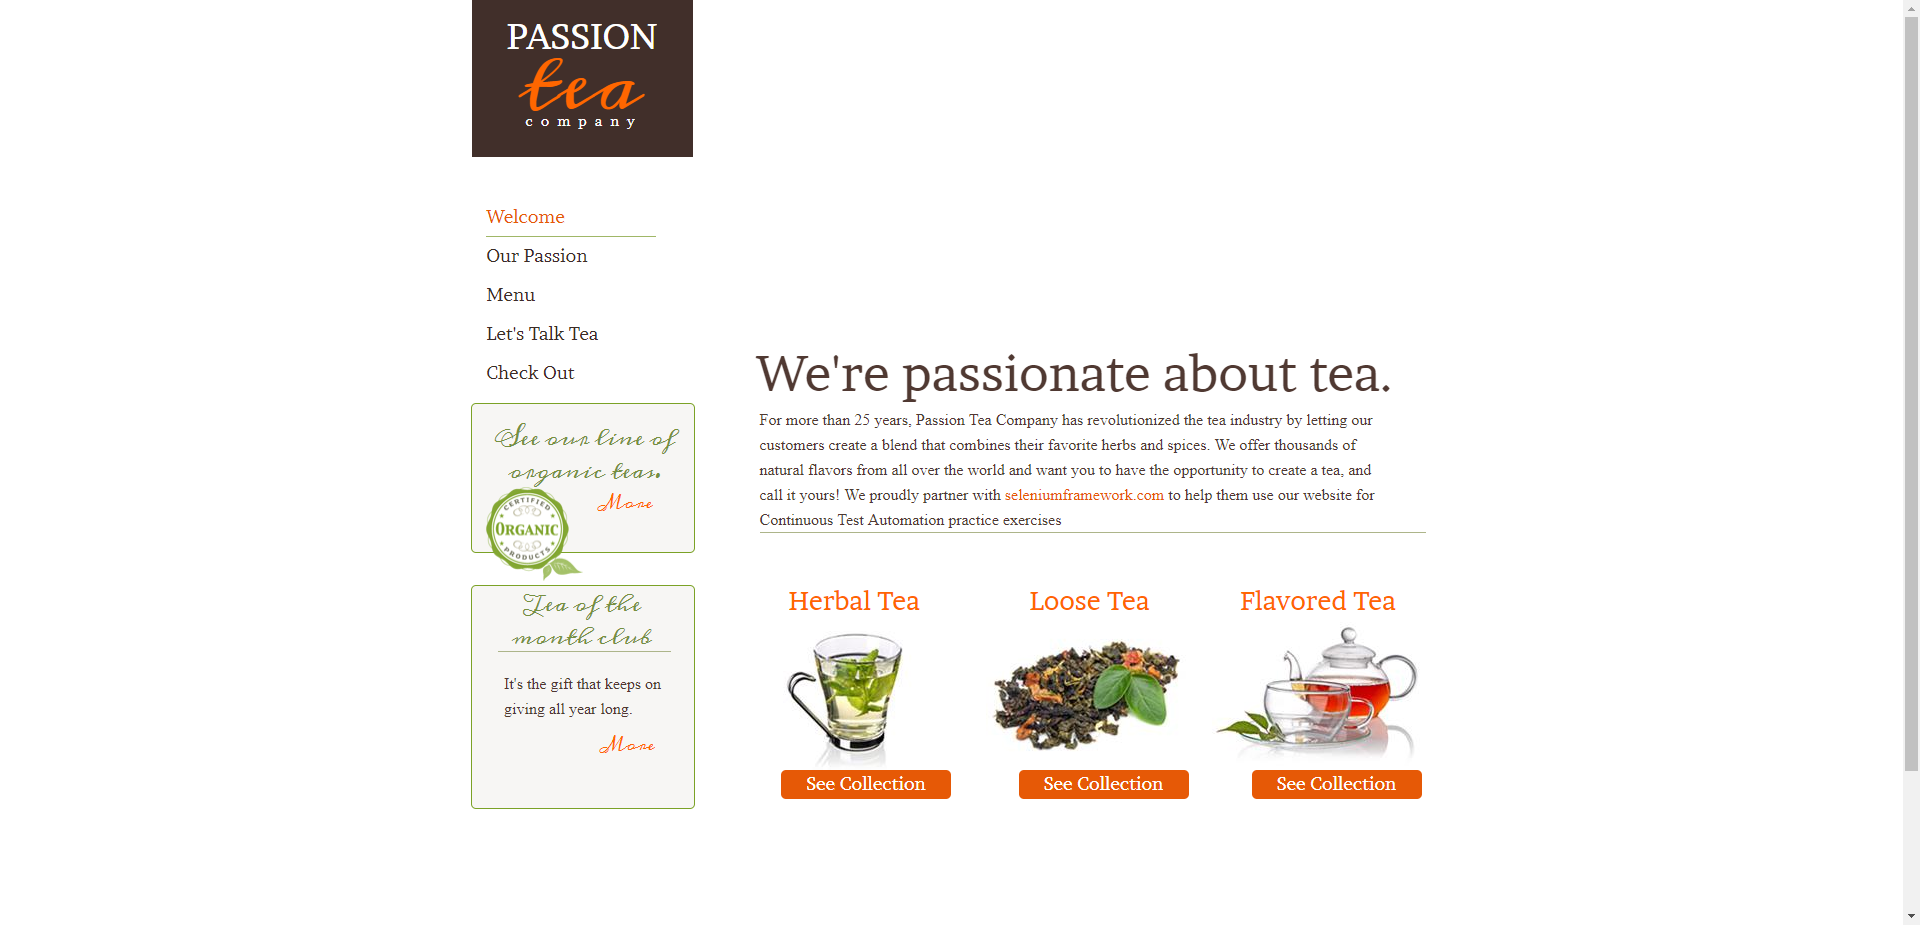 PASSION
tea
company
Welcome
Our Passion
Menu
Let's Talk Tea
Check Out
See our line of
organic teas.
More
CERTIFIED
ORGANIC
PRODUCTS
Tea of the
month club
It's the gift that keeps on
giving all year long.
More
We're passionate about tea.
For more than 25 years, Passion Tea Company has revolutionized the tea industry by letting our
customers create a blend that combines their favorite herbs and spices. We offer thousands of
natural flavors from all over the world and want you to have the opportunity to create a tea, and
call it yours! We proudly partner with seleniumframework.com to help them use our website for
Continuous Test Automation practice exercises
Herbal Tea
See Collection
Loose Tea
See Collection
Flavored Tea
See Collection